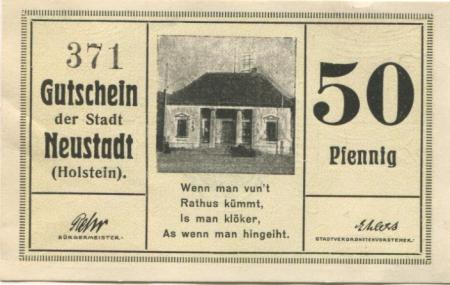 371
Gutschein
der Stadt
Neustadt
(Holstein).
BÜRGERMEISTER.
Wenn man vun't
Rathus kümmt,
Is man klöker,
As wenn man hingeiht.
50
Pfennig
Ehlers
STADTVERORDNETENVORSTEHER.